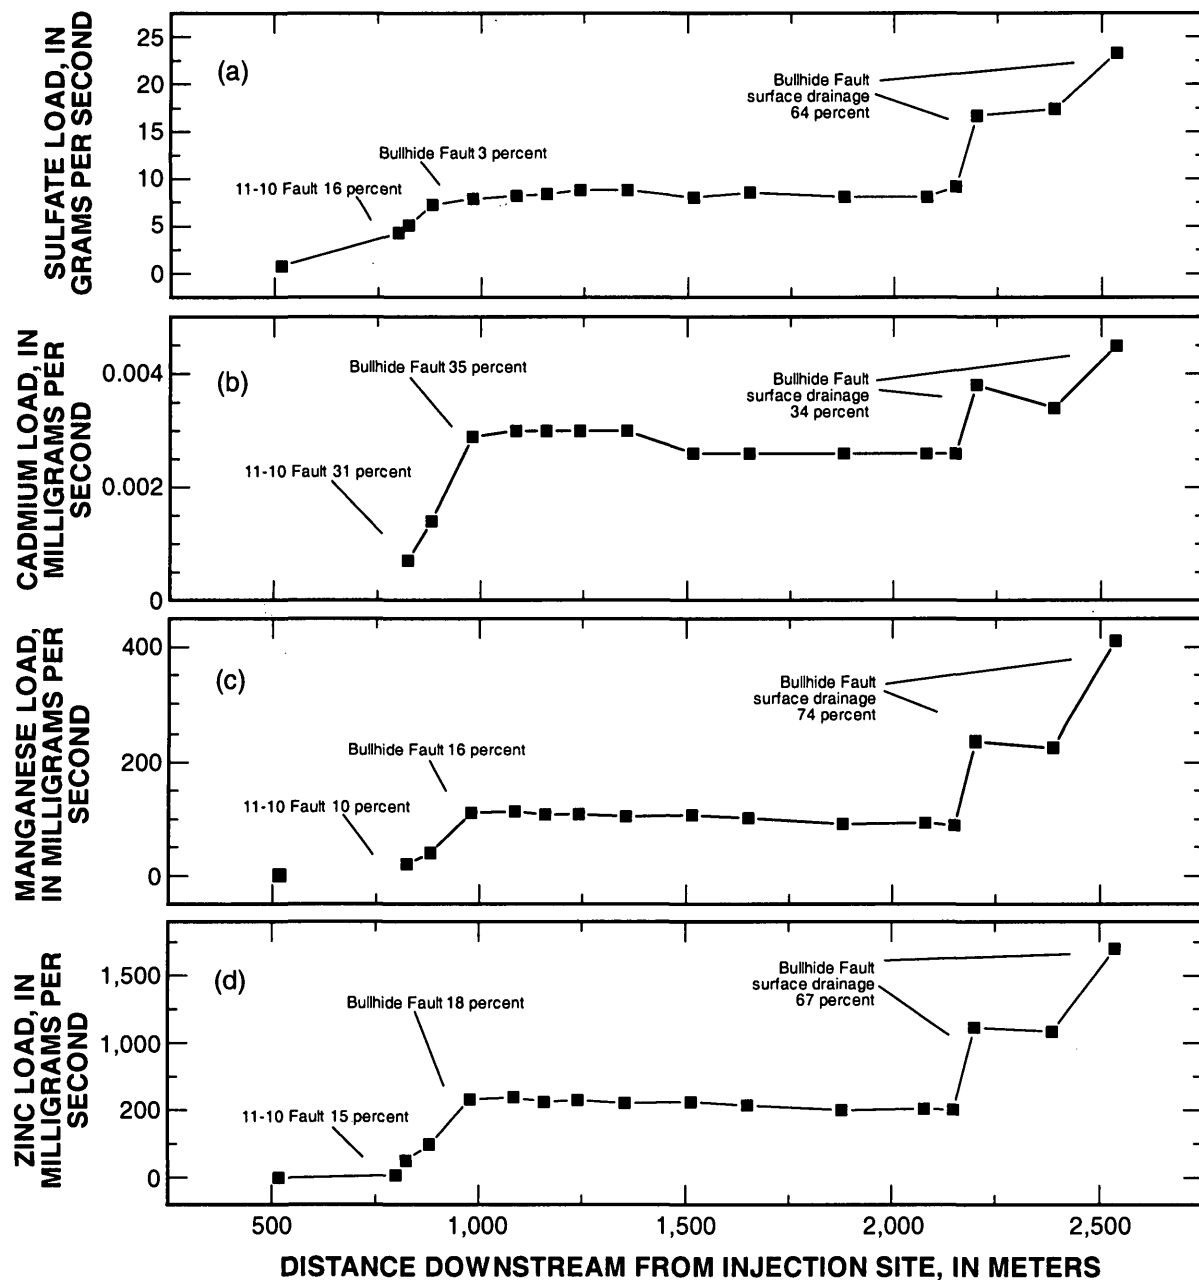 SULFATE LOAD, IN
GRAMS PER SECOND
25
20
15
10
5
0
(a)
11-10 Fault 16 percent
Bullhide Fault 3 percent
Bullhide Fault
surface drainage
64 percent
CADMIUM LOAD, IN
MILLIGRAMS PER
SECOND
0.004
0.002
0
(b)
Bullhide Fault 35 percent
11-10 Fault 31 percent
Bullhide Fault
surface drainage
34 percent
MANGANESE LOAD,
IN MILLIGRAMS PER
SECOND
400
200
0
(c)
Bullhide Fault 16 percent
11-10 Fault 10 percent
Bullhide Fault
surface drainage
74 percent
ZINC LOAD, IN
MILLIGRAMS PER
SECOND
1,500
1,000
200
0
(d)
Bullhide Fault 18 percent
11-10 Fault 15 percent
Bullhide Fault
surface drainage
67 percent
500
1,000
1,500
2,000
2,500
DISTANCE DOWNSTREAM FROM INJECTION SITE, IN METERS